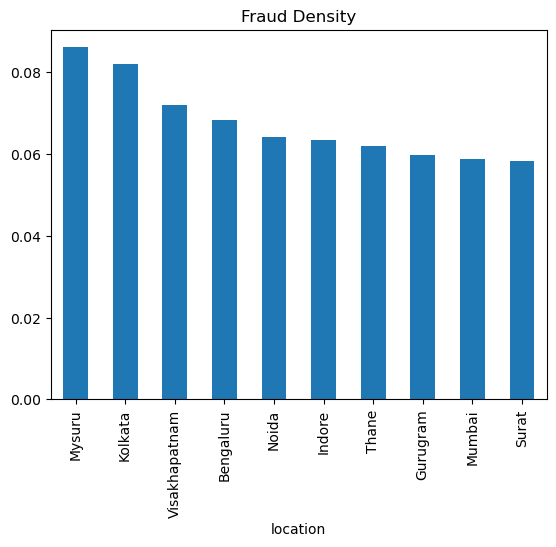 Fraud Density
0.08
0.06
0.04
0.02
0.00
Mysuru
Kolkata
Visakhapatnam
Bengaluru
Noida
Indore
Thane
Gurugram
Mumbai
Surat
location